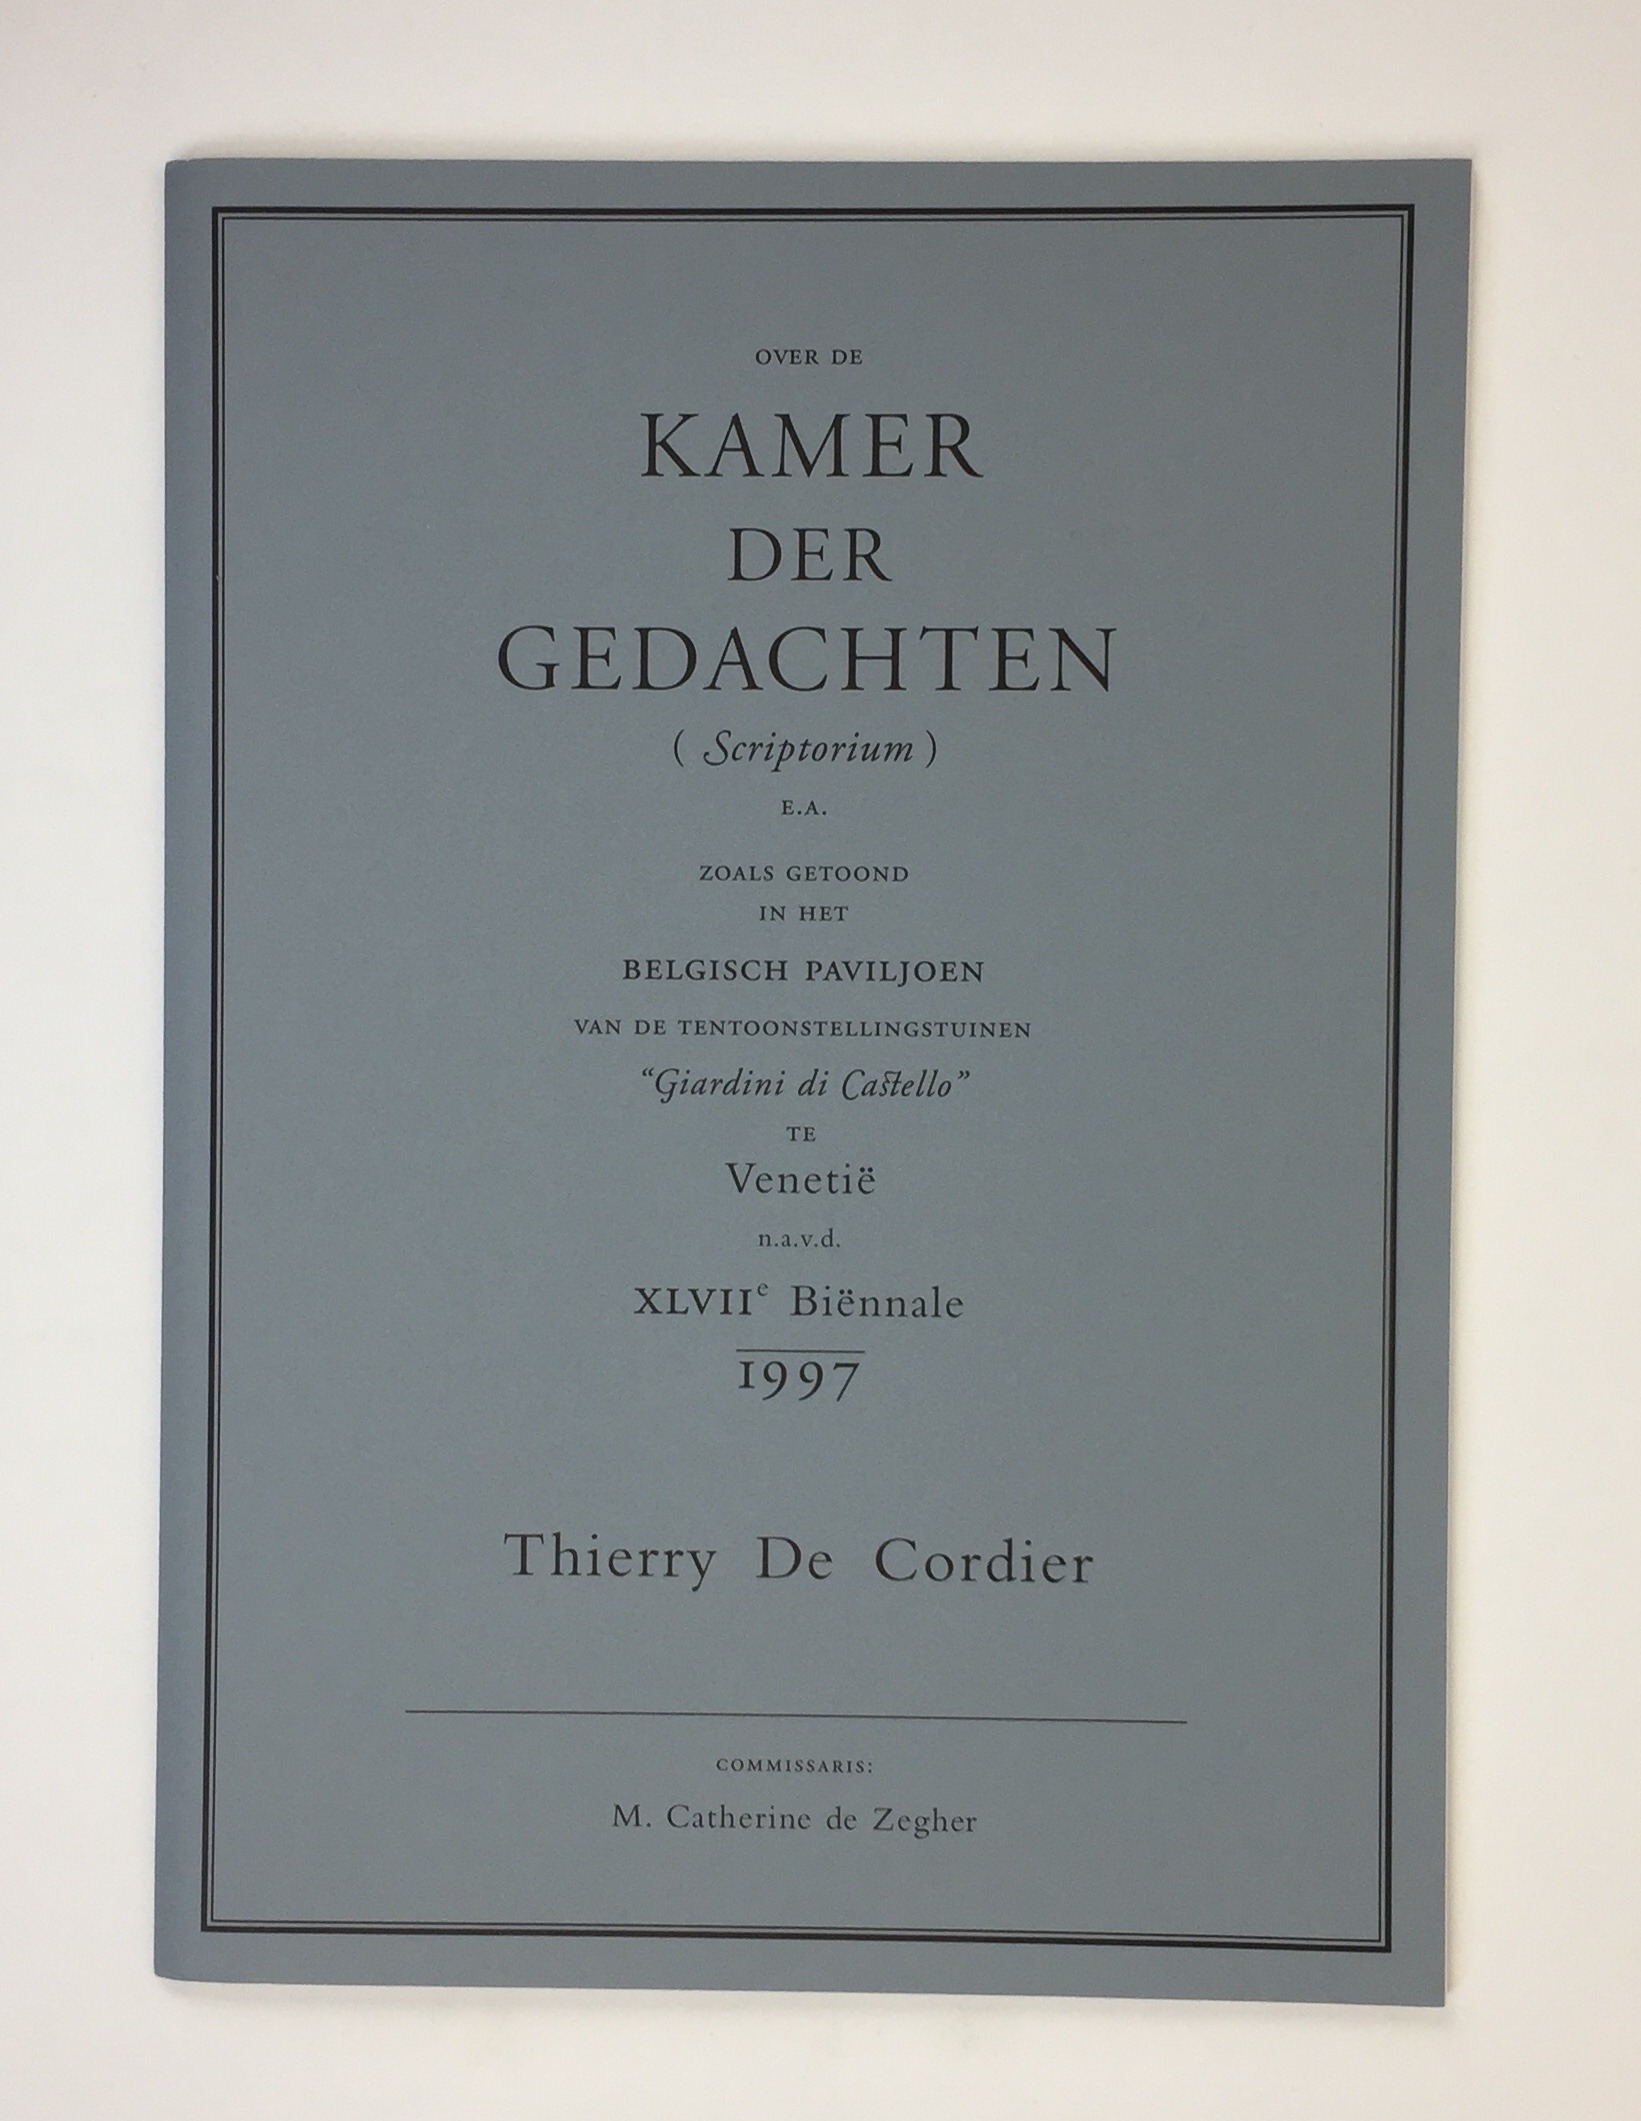 OVER DE
KAMER
DER
GEDACHTEN
( Scriptorium )
E.A.
ZOALS GETOOND
IN HET
BELGISCH PAVILJOEN
VAN DE TENTOONSTELLINGSTUINEN
“Giardini di Castello”
TE
Venetië
n.a.v.d.
XLVIIe Biënnale
1997
Thierry De Cordier
COMMISSARIS:
M. Catherine de Zegher